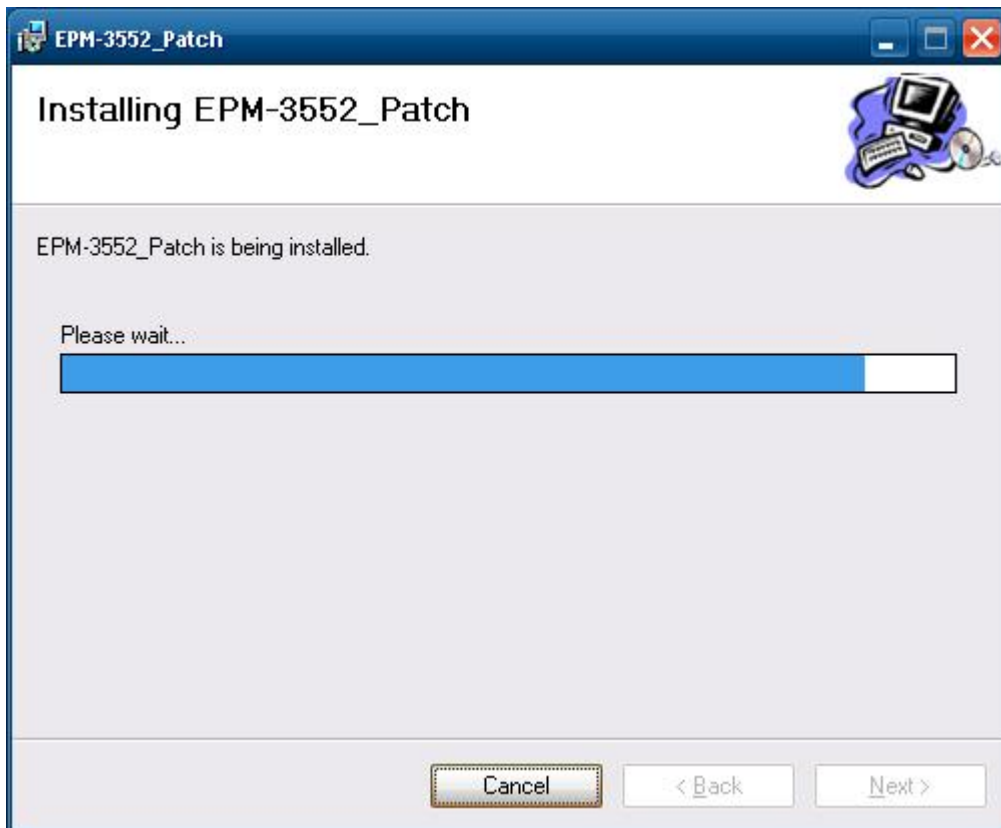 EPM-3552_Patch
Installing EPM-3552_Patch
EPM-3552_Patch is being installed.
Please wait...
Cancel
< Back
Next >